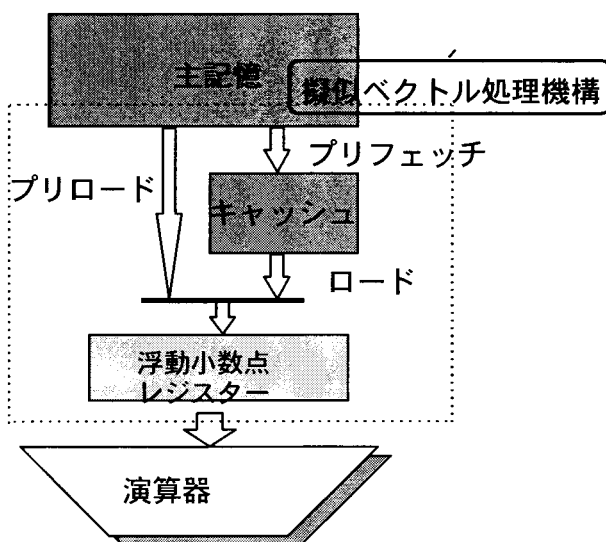 主記憶
擬似ベクトル処理機構
プリフェッチ
プリロード
キャッシュ
ロード
浮動小数点
レジスター
演算器